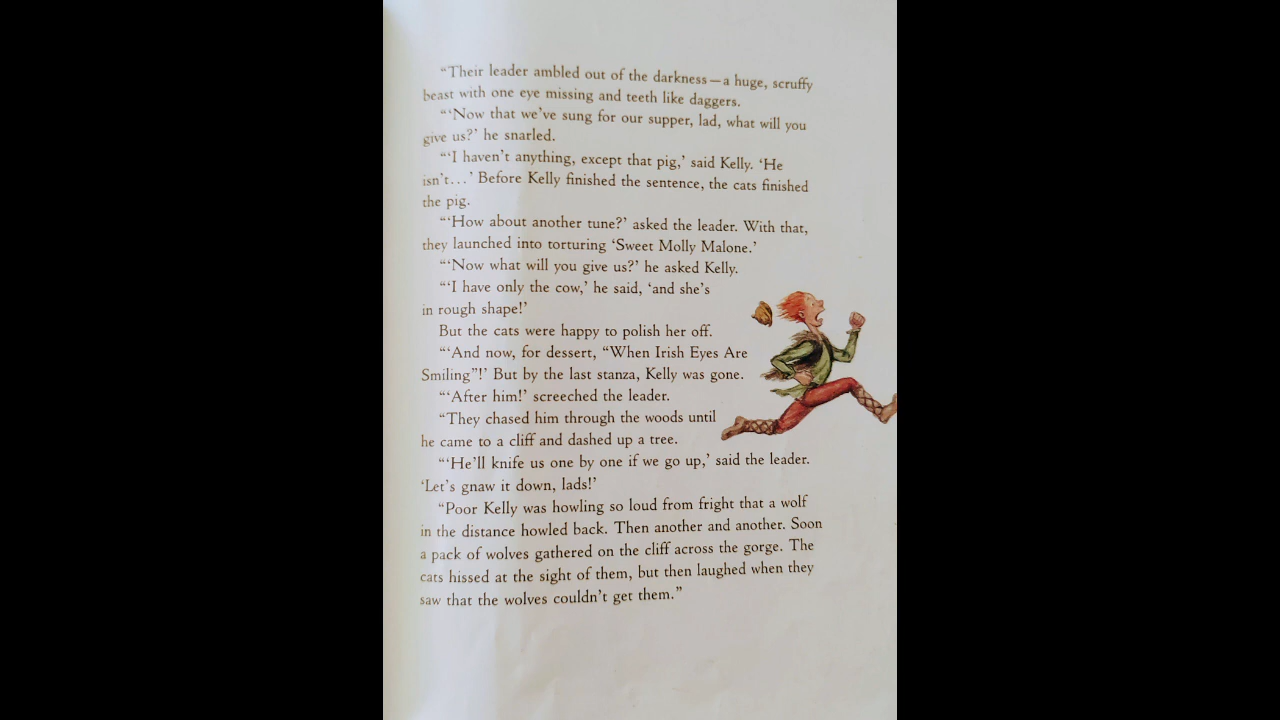 “Their leader ambled out of the darkness—a huge, scruffy
beast with one eye missing and teeth like daggers.
“‘Now that we’ve sung for our supper, lad, what will you
give us?’ he snarled.
“‘I haven’t anything, except that pig,’ said Kelly. ‘He
isn’t...’ Before Kelly finished the sentence, the cats finished
the pig.
“‘How about another tune?’ asked the leader. With that,
they launched into torturing ‘Sweet Molly Malone.’
“‘Now what will you give us?’ he asked Kelly.
“‘I have only the cow,’ he said, ‘and she’s
in rough shape!’
But the cats were happy to polish her off.
“‘And now, for dessert, “When Irish Eyes Are
Smiling”!’ But by the last stanza, Kelly was gone.
“‘After him!’ screeched the leader.
“They chased him through the woods until
he came to a cliff and dashed up a tree.
“‘He’ll knife us one by one if we go up,’ said the leader.
‘Let’s gnaw it down, lads!’
“Poor Kelly was howling so loud from fright that a wolf
in the distance howled back. Then another and another. Soon
a pack of wolves gathered on the cliff across the gorge. The
cats hissed at the sight of them, but then laughed when they
saw that the wolves couldn’t get them.”